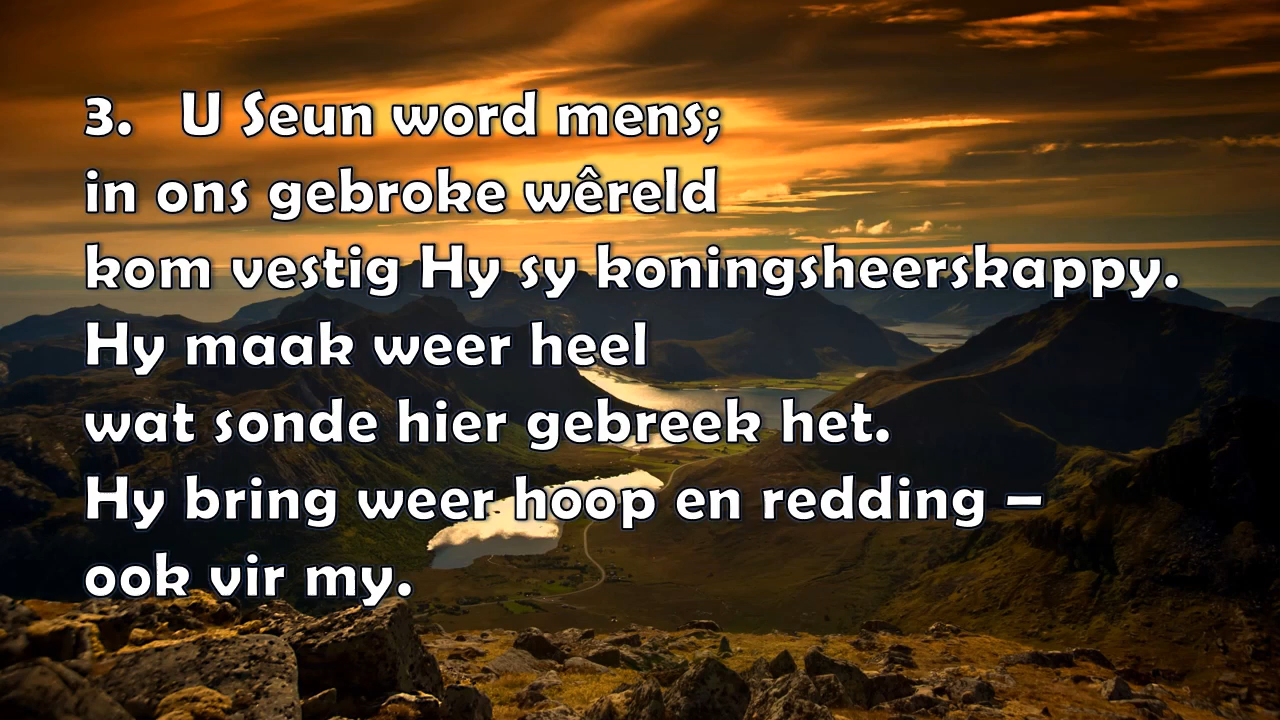 3. U Seun word mens;
in ons gebroke wêreld
kom vestig Hy sy koningsheerskappy.
Hy maak weer heel
wat sonde hier gebreek het.
Hy bring weer hoop en redding –
ook vir my.